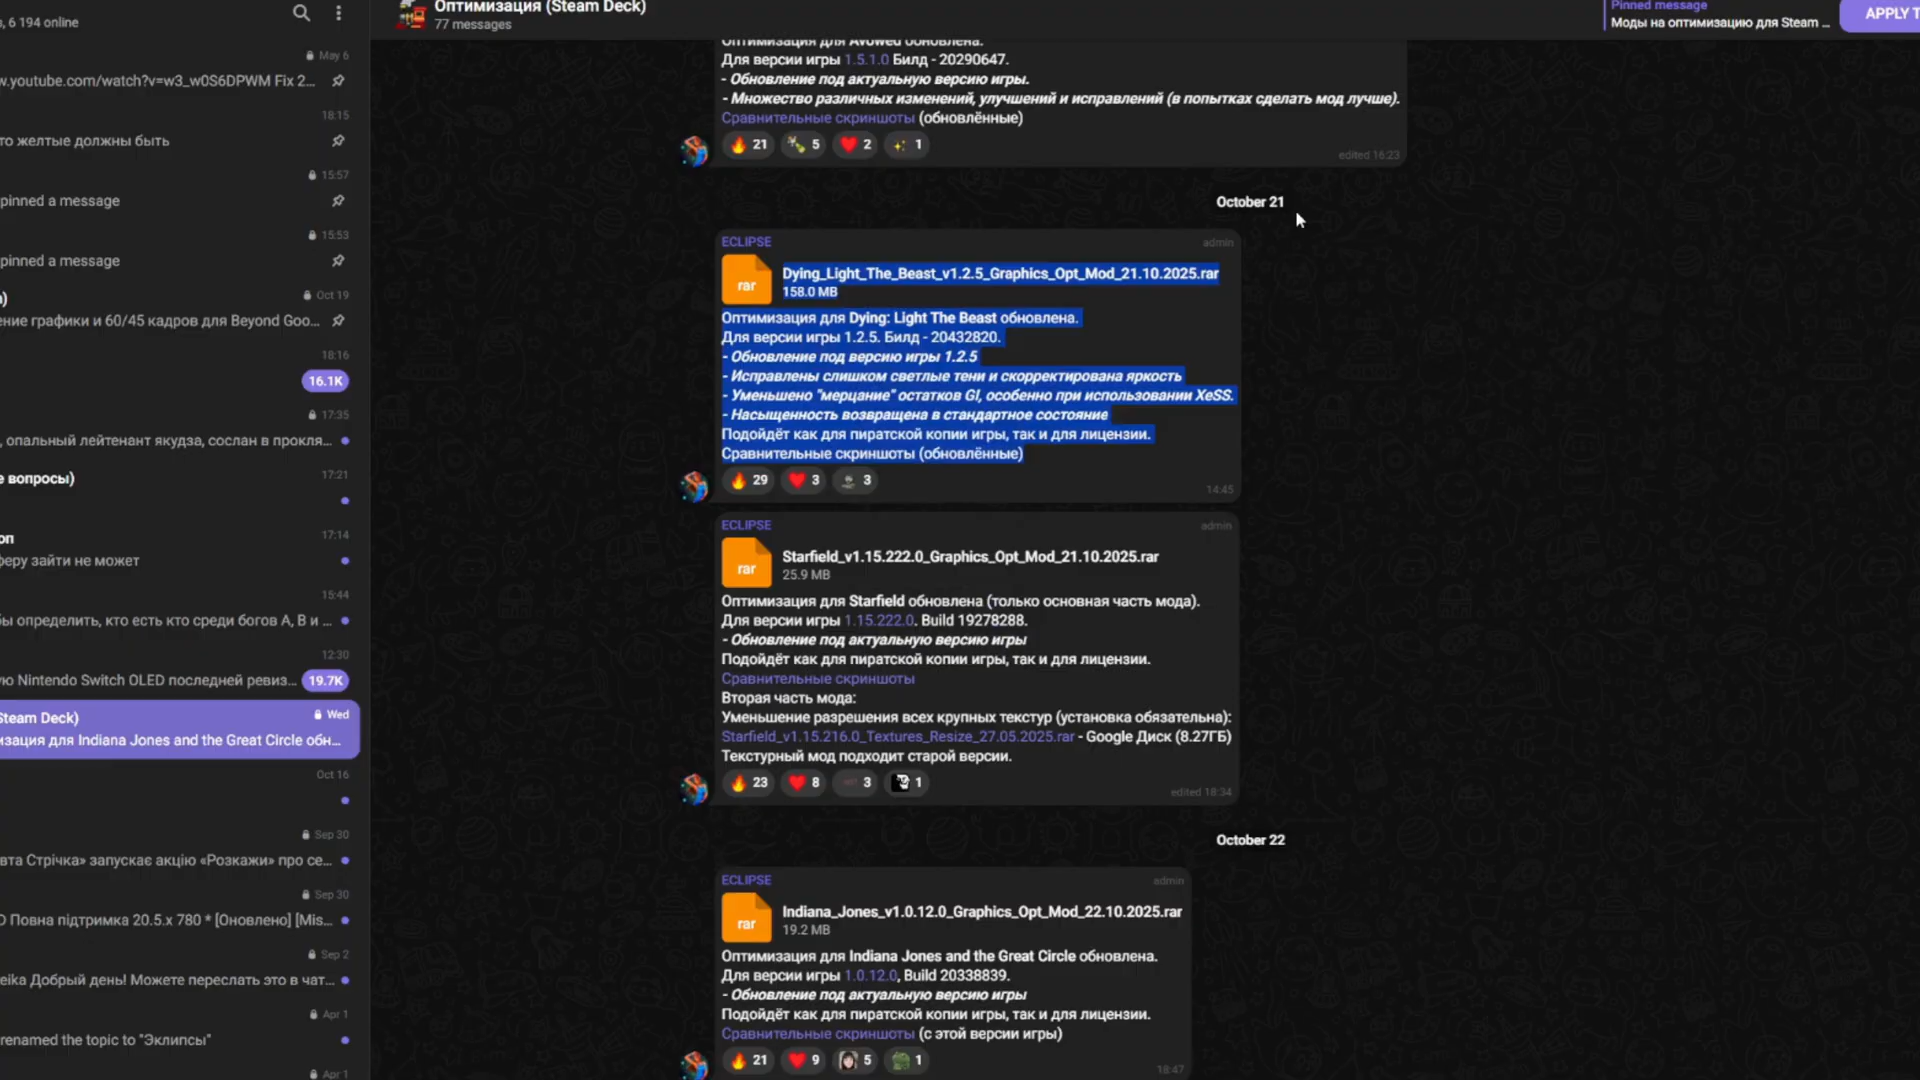 s, 6 194 online
May 6
w.youtube.com/watch?v=w3_w0S6DPWM Fix 2...
18:15
то желтые должны быть
15:57
pinned a message
15:53
pinned a message
Oct 19
ение графики и 60/45 кадров для Beyond Goo...
18:16
16.1K
17:35
, опальный лейтенант якудза, сослан в прокля...
17:21
е вопросы)
17:14
оп
феру зайти не может
15:44
ы определить, кто есть кто среди богов A, B и ...
12:30
ую Nintendo Switch OLED последней ревиз...
19.7K
Steam Deck)
Wed
изация для Indiana Jones and the Great Circle обн...
Oct 16
Sep 30
вта Стрічка» запускає акцію «Розкажи» про се...
Sep 30
D Повна підтримка 20.5.x 780 * [Оновлено] [Mis...
Sep 2
eika Добрый день! Можете переслать это в чат...
Apr 1
renamed the topic to "Эклипсы"
Apr 1
Оптимизация (Steam Deck)
77 messages
Pinned message
Моды на оптимизацию для Steam ...
APPLY T
Оптимизация для Avowed обновлена.
Для версии игры 1.5.1.0 Билд - 20290647.
- Обновление под актуальную версию игры.
- Множество различных изменений, улучшений и исправлений (в попытках сделать мод лучше).
Сравнительные скриншоты (обновлённые)
21 5 2 1
edited 16:23
October 21
ECLIPSE
admin
rar
Dying_Light_The_Beast_v1.2.5_Graphics_Opt_Mod_21.10.2025.rar
158.0 MB
Оптимизация для Dying: Light The Beast обновлена.
Для версии игры 1.2.5. Билд - 20432820.
- Обновление под версию игры 1.2.5
- Исправлены слишком светлые тени и скорректирована яркость
- Уменьшено "мерцание" остатков GI, особенно при использовании XeSS.
- Насыщенность возвращена в стандартное состояние
Подойдёт как для пиратской копии игры, так и для лицензии.
Сравнительные скриншоты (обновлённые)
29 3 3
14:45
ECLIPSE
admin
rar
Starfield_v1.15.222.0_Graphics_Opt_Mod_21.10.2025.rar
25.9 MB
Оптимизация для Starfield обновлена (только основная часть мода).
Для версии игры 1.15.222.0. Build 19278288.
- Обновление под актуальную версию игры
Подойдёт как для пиратской копии игры, так и для лицензии.
Сравнительные скриншоты
Вторая часть мода:
Уменьшение разрешения всех крупных текстур (установка обязательна):
Starfield_v1.15.216.0_Textures_Resize_27.05.2025.rar - Google Диск (8.27ГБ)
Текстурный мод подходит старой версии.
23 8 3 1
edited 18:34
October 22
ECLIPSE
admin
rar
Indiana_Jones_v1.0.12.0_Graphics_Opt_Mod_22.10.2025.rar
19.2 MB
Оптимизация для Indiana Jones and the Great Circle обновлена.
Для версии игры 1.0.12.0, Build 20338839.
- Обновление под актуальную версию игры
Подойдёт как для пиратской копии игры, так и для лицензии.
Сравнительные скриншоты (с этой версии игры)
21 9 5 1
18:47